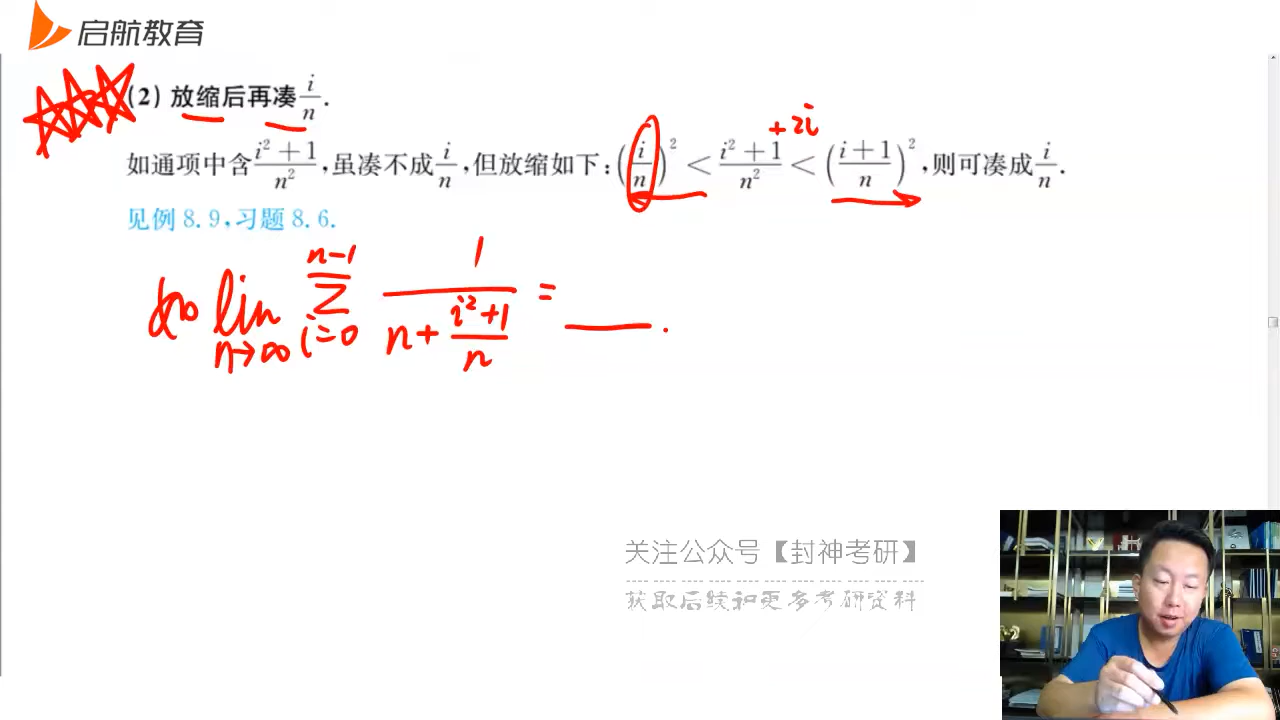 启航教育
(2) 放缩后再凑 i/n.
如通项中含 (i²+1)/n², 虽凑不成 i/n, 但放缩如下: (i/n)² < (i²+1)/n² < ((i+1)/n)², 则可凑成 i/n.
+2i
见例 8.9, 习题 8.6.
如 lim_{n→∞} ∑_{i=0}^{n-1} 1/(n+(i²+1)/n) = ____.
关注公众号【封神考研】
获取后续和更多考研资料